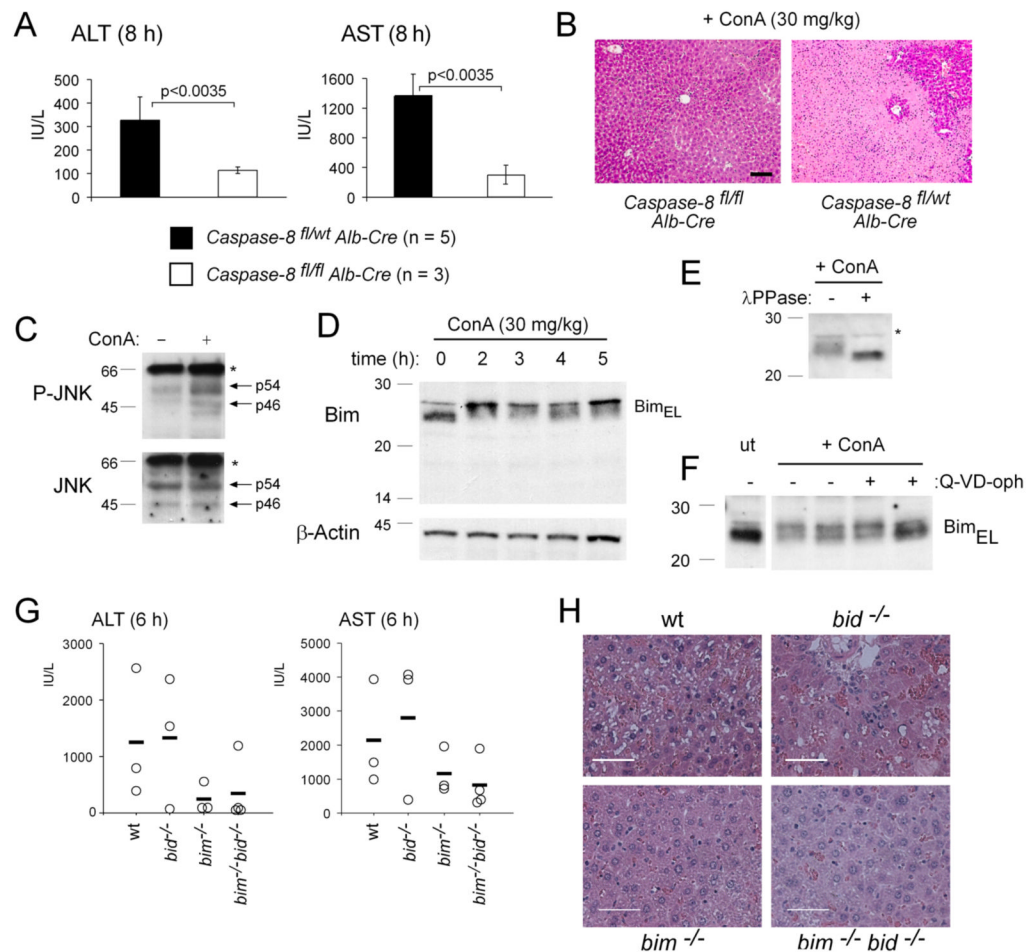 A
ALT (8 h)
AST (8 h)
IU/L
500
400
300
200
100
0
p<0.0035
IU/L
1600
1200
800
400
0
p<0.0035
Caspase-8 fl/wt Alb-Cre (n = 5)
Caspase-8 fl/fl Alb-Cre (n = 3)
B
+ ConA (30 mg/kg)
Caspase-8 fl/fl
Alb-Cre
Caspase-8 fl/wt
Alb-Cre
C
ConA: – +
P-JNK
66
45
*
p54
p46
JNK
66
45
*
p54
p46
D
ConA (30 mg/kg)
time (h): 0 2 3 4 5
Bim
30
20
14
BimEL
β-Actin
45
E
+ ConA
λPPase: - +
30
20
*
F
ut + ConA
- - - + + :Q-VD-oph
30
20
BimEL
G
ALT (6 h)
IU/L
3000
2000
1000
0
wt
bid-/-
bim-/-
bim-/-bid-/-
AST (6 h)
IU/L
5000
4000
3000
2000
1000
0
wt
bid-/-
bim-/-
bim-/-bid-/-
H
wt
bid -/-
bim -/-
bim -/- bid -/-